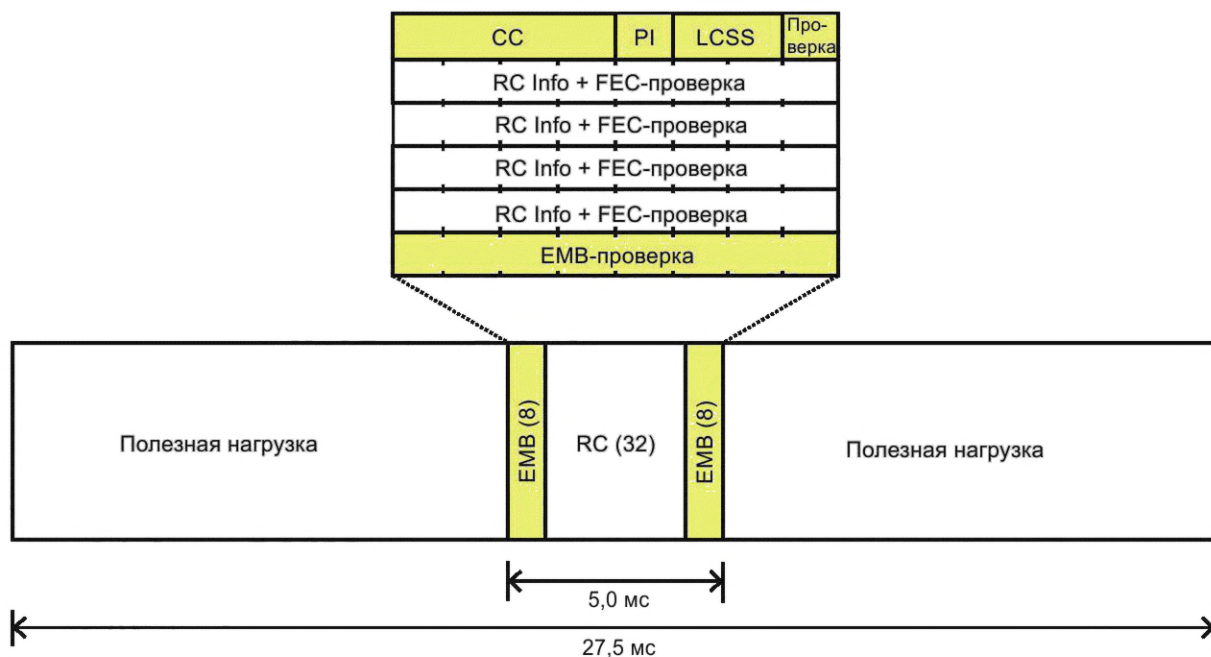 CC PI LCSS Про-
верка
RC Info + FEC-проверка
RC Info + FEC-проверка
RC Info + FEC-проверка
RC Info + FEC-проверка
EMB-проверка
Полезная нагрузка
EMB (8)
RC (32)
EMB (8)
Полезная нагрузка
5,0 мс
27,5 мс